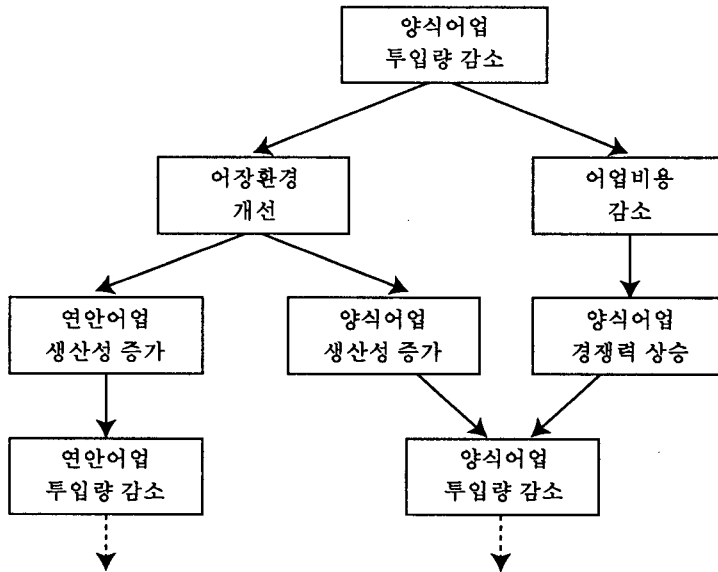 양식어업
투입량 감소
어장환경
개선
어업비용
감소
연안어업
생산성 증가
양식어업
생산성 증가
양식어업
경쟁력 상승
연안어업
투입량 감소
양식어업
투입량 감소